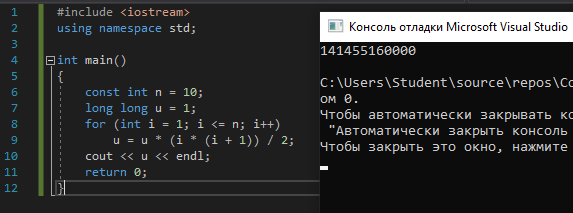 1 #include <iostream>
2 using namespace std;
3
4 int main()
5 {
6 const int n = 10;
7 long long u = 1;
8 for (int i = 1; i <= n; i++)
9 u = u * (i * (i + 1)) / 2;
10 cout << u << endl;
11 return 0;
12 }
Консоль отладки Microsoft Visual Studio
141455160000
C:\Users\Student\source\repos\Co
ом 0.
Чтобы автоматически закрывать ко
"Автоматически закрыть консоль
Чтобы закрыть это окно, нажмите